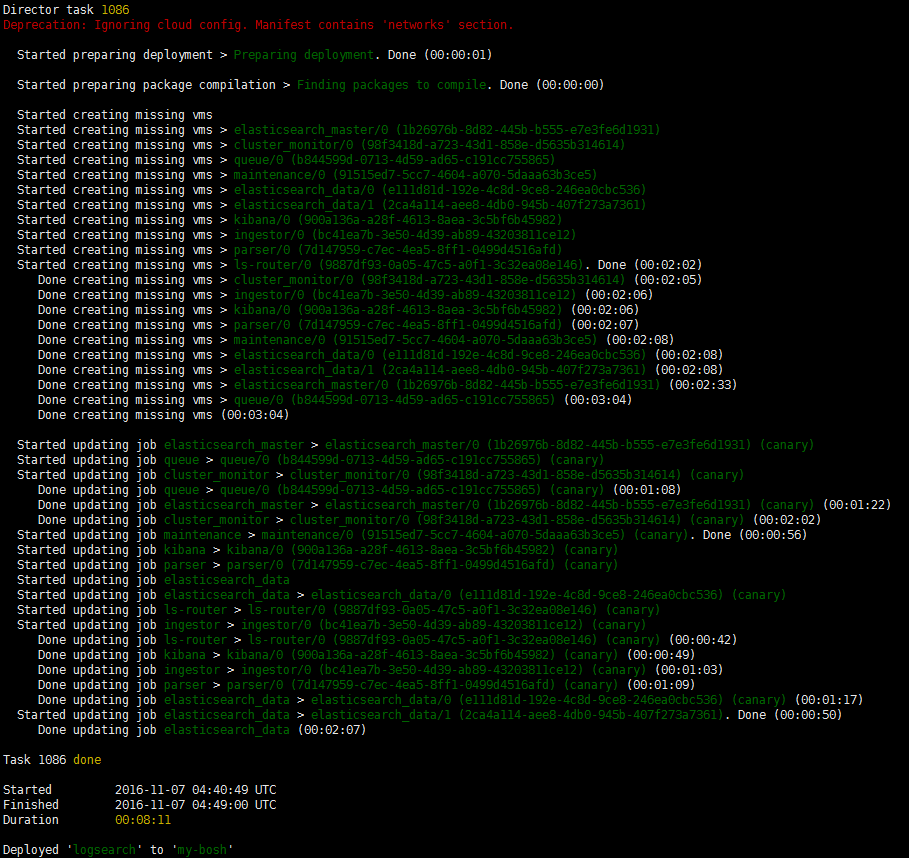 Director task 1086
Deprecation: Ignoring cloud config. Manifest contains 'networks' section.
Started preparing deployment > Preparing deployment. Done (00:00:01)
Started preparing package compilation > Finding packages to compile. Done (00:00:00)
Started creating missing vms
Started creating missing vms > elasticsearch_master/0 (1b26976b-8d82-445b-b555-e7e3fe6d1931)
Started creating missing vms > cluster_monitor/0 (98f3418d-a723-43d1-858e-d5635b314614)
Started creating missing vms > queue/0 (b844599d-0713-4d59-ad65-c191cc755865)
Started creating missing vms > maintenance/0 (91515ed7-5cc7-4604-a070-5daaa63b3ce5)
Started creating missing vms > elasticsearch_data/0 (e111d81d-192e-4c8d-9ce8-246ea0cbc536)
Started creating missing vms > elasticsearch_data/1 (2ca4a114-aee8-4db0-945b-407f273a7361)
Started creating missing vms > kibana/0 (900a136a-a28f-4613-8aea-3c5bf6b45982)
Started creating missing vms > ingestor/0 (bc41ea7b-3e50-4d39-ab89-43203811ce12)
Started creating missing vms > parser/0 (7d147959-c7ec-4ea5-8ff1-0499d4516afd)
Started creating missing vms > ls-router/0 (9887df93-0a05-47c5-a0f1-3c32ea08e146). Done (00:02:02)
Done creating missing vms > cluster_monitor/0 (98f3418d-a723-43d1-858e-d5635b314614) (00:02:05)
Done creating missing vms > ingestor/0 (bc41ea7b-3e50-4d39-ab89-43203811ce12) (00:02:06)
Done creating missing vms > kibana/0 (900a136a-a28f-4613-8aea-3c5bf6b45982) (00:02:06)
Done creating missing vms > parser/0 (7d147959-c7ec-4ea5-8ff1-0499d4516afd) (00:02:07)
Done creating missing vms > maintenance/0 (91515ed7-5cc7-4604-a070-5daaa63b3ce5) (00:02:08)
Done creating missing vms > elasticsearch_data/0 (e111d81d-192e-4c8d-9ce8-246ea0cbc536) (00:02:08)
Done creating missing vms > elasticsearch_data/1 (2ca4a114-aee8-4db0-945b-407f273a7361) (00:02:08)
Done creating missing vms > elasticsearch_master/0 (1b26976b-8d82-445b-b555-e7e3fe6d1931) (00:02:33)
Done creating missing vms > queue/0 (b844599d-0713-4d59-ad65-c191cc755865) (00:03:04)
Done creating missing vms (00:03:04)
Started updating job elasticsearch_master > elasticsearch_master/0 (1b26976b-8d82-445b-b555-e7e3fe6d1931) (canary)
Started updating job queue > queue/0 (b844599d-0713-4d59-ad65-c191cc755865) (canary)
Started updating job cluster_monitor > cluster_monitor/0 (98f3418d-a723-43d1-858e-d5635b314614) (canary)
Done updating job queue > queue/0 (b844599d-0713-4d59-ad65-c191cc755865) (canary) (00:01:08)
Done updating job elasticsearch_master > elasticsearch_master/0 (1b26976b-8d82-445b-b555-e7e3fe6d1931) (canary) (00:01:22)
Done updating job cluster_monitor > cluster_monitor/0 (98f3418d-a723-43d1-858e-d5635b314614) (canary) (00:02:02)
Started updating job maintenance > maintenance/0 (91515ed7-5cc7-4604-a070-5daaa63b3ce5) (canary). Done (00:00:56)
Started updating job kibana > kibana/0 (900a136a-a28f-4613-8aea-3c5bf6b45982) (canary)
Started updating job parser > parser/0 (7d147959-c7ec-4ea5-8ff1-0499d4516afd) (canary)
Started updating job elasticsearch_data
Started updating job elasticsearch_data > elasticsearch_data/0 (e111d81d-192e-4c8d-9ce8-246ea0cbc536) (canary)
Started updating job ls-router > ls-router/0 (9887df93-0a05-47c5-a0f1-3c32ea08e146) (canary)
Started updating job ingestor > ingestor/0 (bc41ea7b-3e50-4d39-ab89-43203811ce12) (canary)
Done updating job ls-router > ls-router/0 (9887df93-0a05-47c5-a0f1-3c32ea08e146) (canary) (00:00:42)
Done updating job kibana > kibana/0 (900a136a-a28f-4613-8aea-3c5bf6b45982) (canary) (00:00:49)
Done updating job ingestor > ingestor/0 (bc41ea7b-3e50-4d39-ab89-43203811ce12) (canary) (00:01:03)
Done updating job parser > parser/0 (7d147959-c7ec-4ea5-8ff1-0499d4516afd) (canary) (00:01:09)
Done updating job elasticsearch_data > elasticsearch_data/0 (e111d81d-192e-4c8d-9ce8-246ea0cbc536) (canary) (00:01:17)
Started updating job elasticsearch_data > elasticsearch_data/1 (2ca4a114-aee8-4db0-945b-407f273a7361). Done (00:00:50)
Done updating job elasticsearch_data (00:02:07)
Task 1086 done
Started 2016-11-07 04:40:49 UTC
Finished 2016-11-07 04:49:00 UTC
Duration 00:08:11
Deployed 'logsearch' to 'my-bosh'